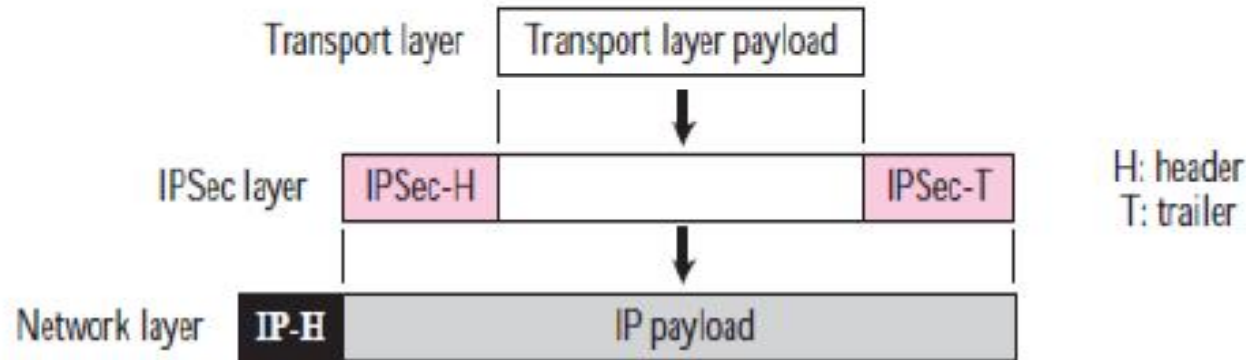 Transport layer
Transport layer payload
IPSec layer
IPSec-H
IPSec-T
H: header
T: trailer
Network layer
IP-H
IP payload